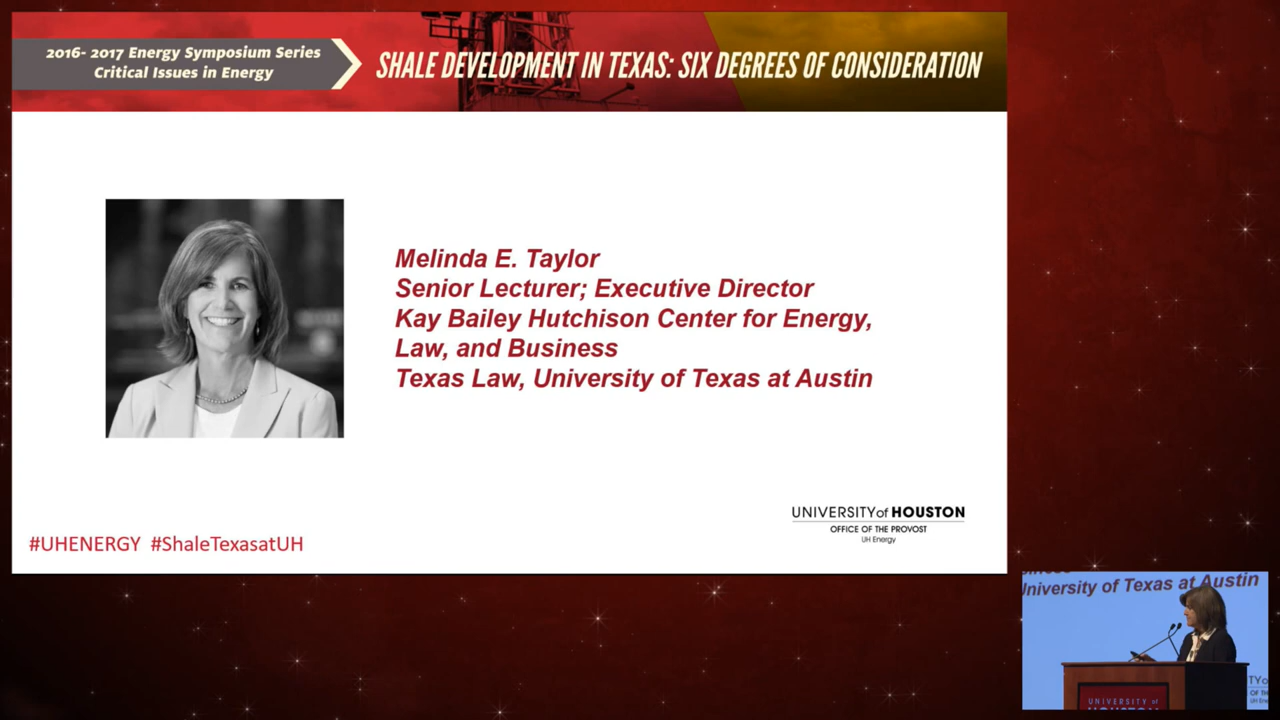 2016- 2017 Energy Symposium Series
Critical Issues in Energy
SHALE DEVELOPMENT IN TEXAS: SIX DEGREES OF CONSIDERATION
Melinda E. Taylor
Senior Lecturer; Executive Director
Kay Bailey Hutchison Center for Energy,
Law, and Business
Texas Law, University of Texas at Austin
UNIVERSITY of HOUSTON
OFFICE OF THE PROVOST
UH Energy
#UHENERGY #ShaleTexasatUH
University of Texas at Austin
UNIVERSITY of
HOUSTON